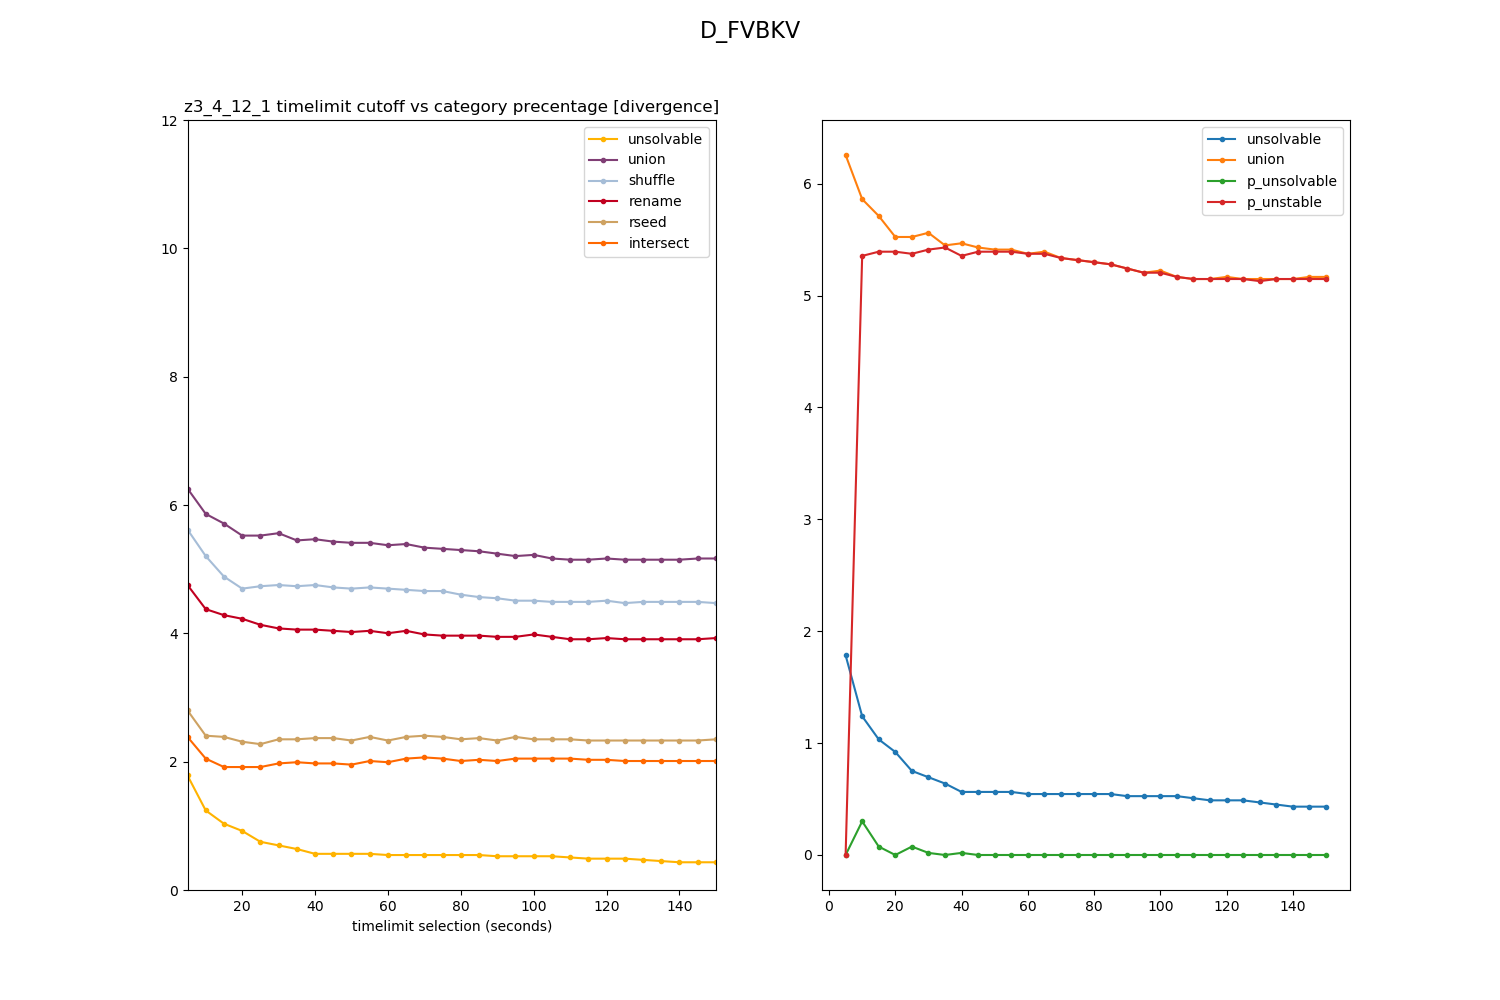 D_FVBKV
z3_4_12_1 timelimit cutoff vs category precentage [divergence]
12
10
8
6
4
2
0
unsolvable
union
shuffle
rename
rseed
intersect
20 40 60 80 100 120 140
timelimit selection (seconds)
6
5
4
3
2
1
0
unsolvable
union
p_unsolvable
p_unstable
0 20 40 60 80 100 120 140